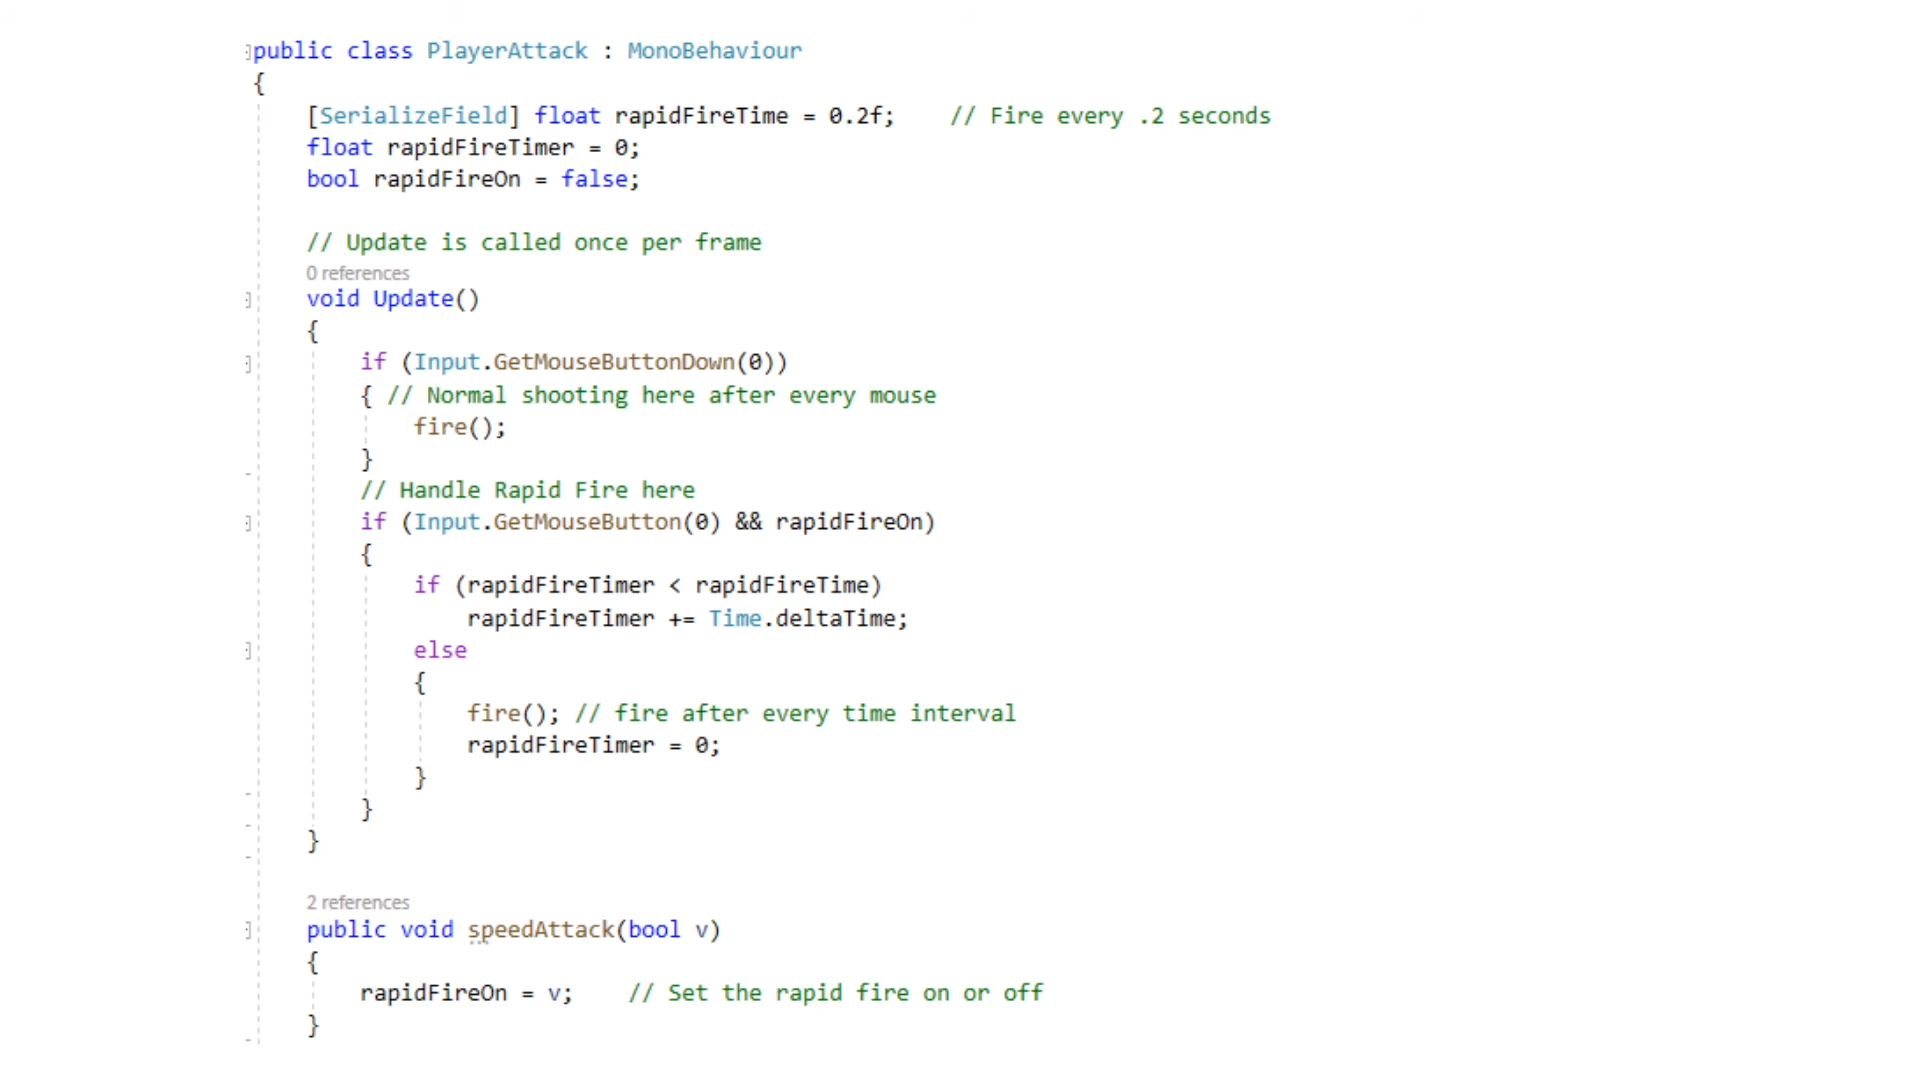 public class PlayerAttack : MonoBehaviour
{
[SerializeField] float rapidFireTime = 0.2f;    // Fire every .2 seconds
float rapidFireTimer = 0;
bool rapidFireOn = false;
// Update is called once per frame
0 references
void Update()
{
if (Input.GetMouseButtonDown(0))
{ // Normal shooting here after every mouse
fire();
}
// Handle Rapid Fire here
if (Input.GetMouseButton(0) && rapidFireOn)
{
if (rapidFireTimer < rapidFireTime)
rapidFireTimer += Time.deltaTime;
else
{
fire(); // fire after every time interval
rapidFireTimer = 0;
}
}
}
2 references
public void speedAttack(bool v)
{
rapidFireOn = v;    // Set the rapid fire on or off
}